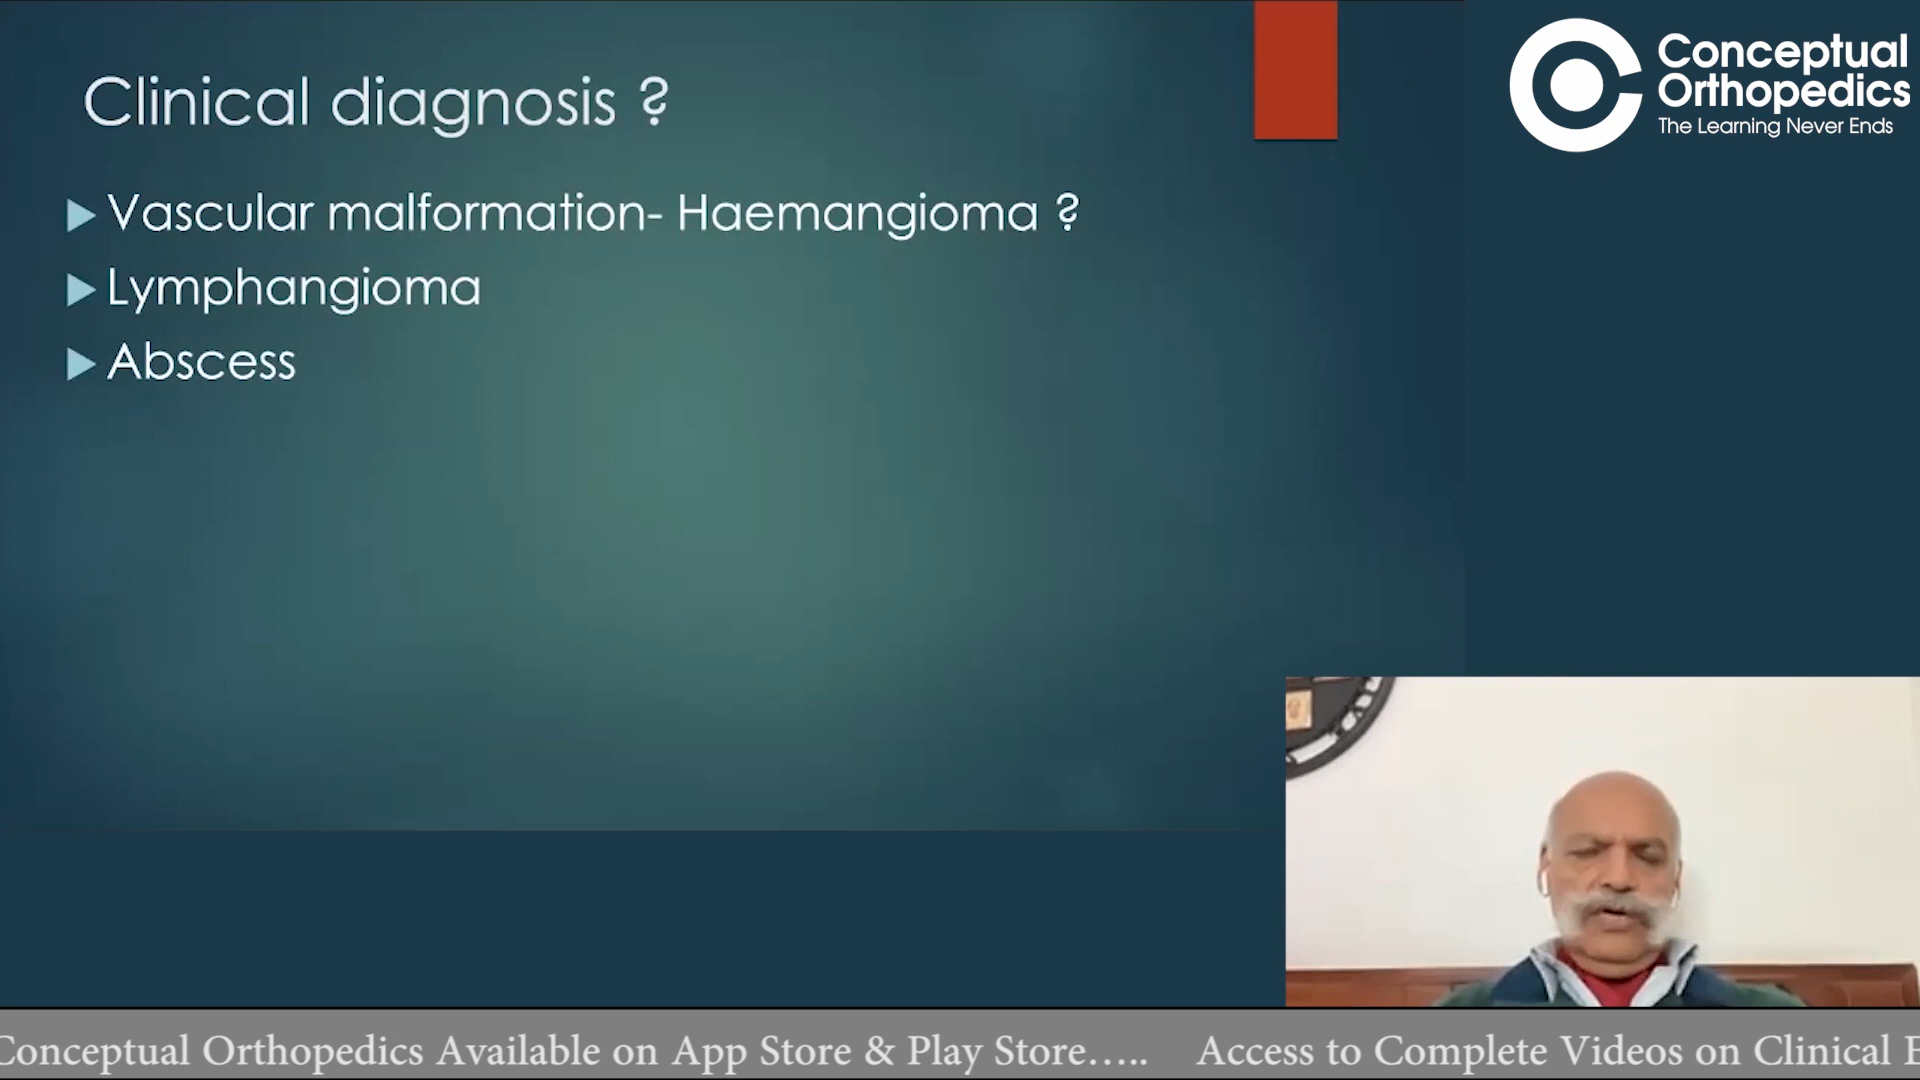 Clinical diagnosis ?
Vascular malformation- Haemangioma ?
Lymphangioma
Abscess
Conceptual
Orthopedics
The Learning Never Ends
Conceptual Orthopedics Available on App Store & Play Store..... Access to Complete Videos on Clinical